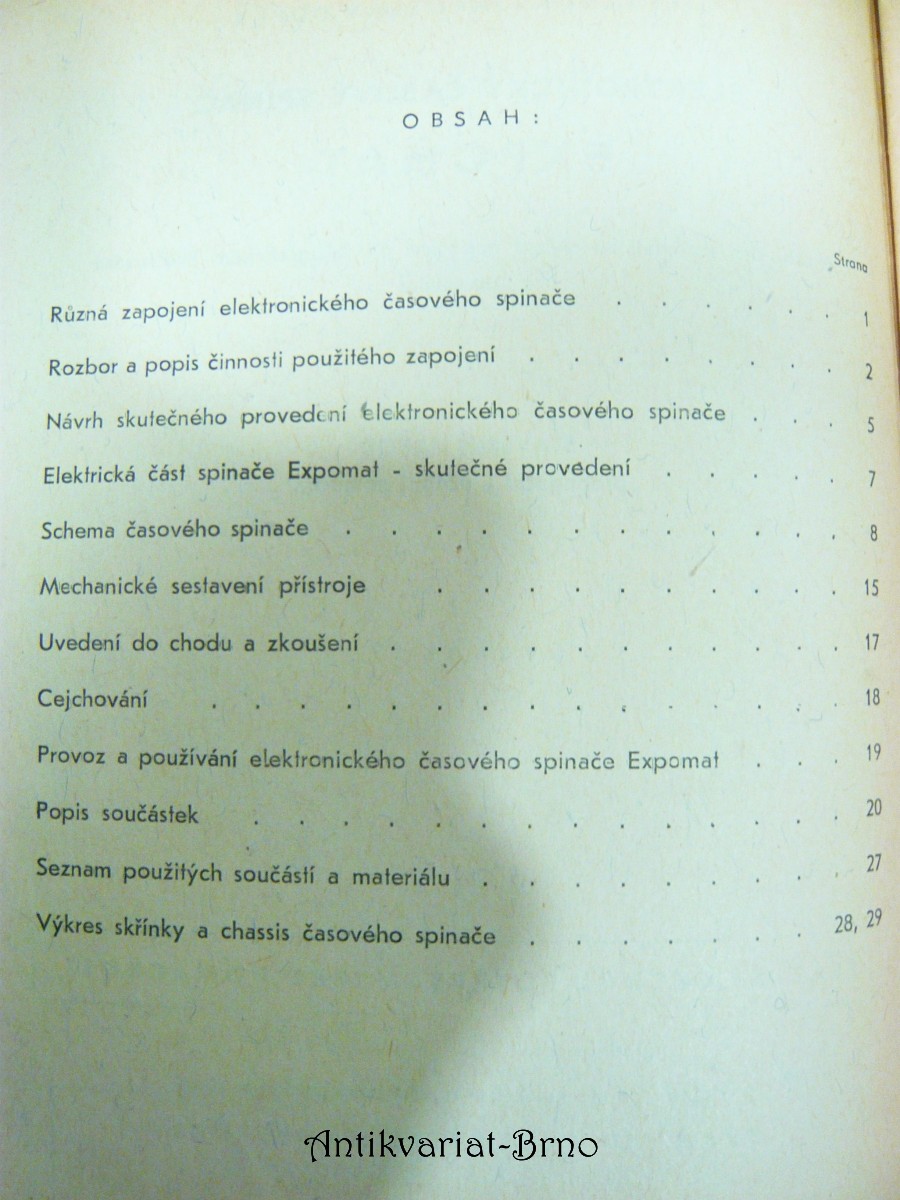 OBSAH:
Strana
Různá zapojení elektronického časového spinače . . . . . . 1
Rozbor a popis činnosti použitého zapojení . . . . . . . 2
Návrh skutečného provedení elektronického časového spinače . . . 5
Elektrická část spinače Expomat - skutečné provedení . . . . . 7
Schema časového spinače . . . . . . . . . . . 8
Mechanické sestavení přístroje . . . . . . . . . 15
Uvedení do chodu a zkoušení . . . . . . . . . . 17
Cejchování . . . . . . . . . . . . . . 18
Provoz a používání elektronického časového spinače Expomat . . . 19
Popis součástek . . . . . . . . . . . . . 20
Seznam použitých součástí a materiálu . . . . . . . . 27
Výkres skřínky a chassis časového spinače . . . . . . . 28, 29
Antikvariat-Brno